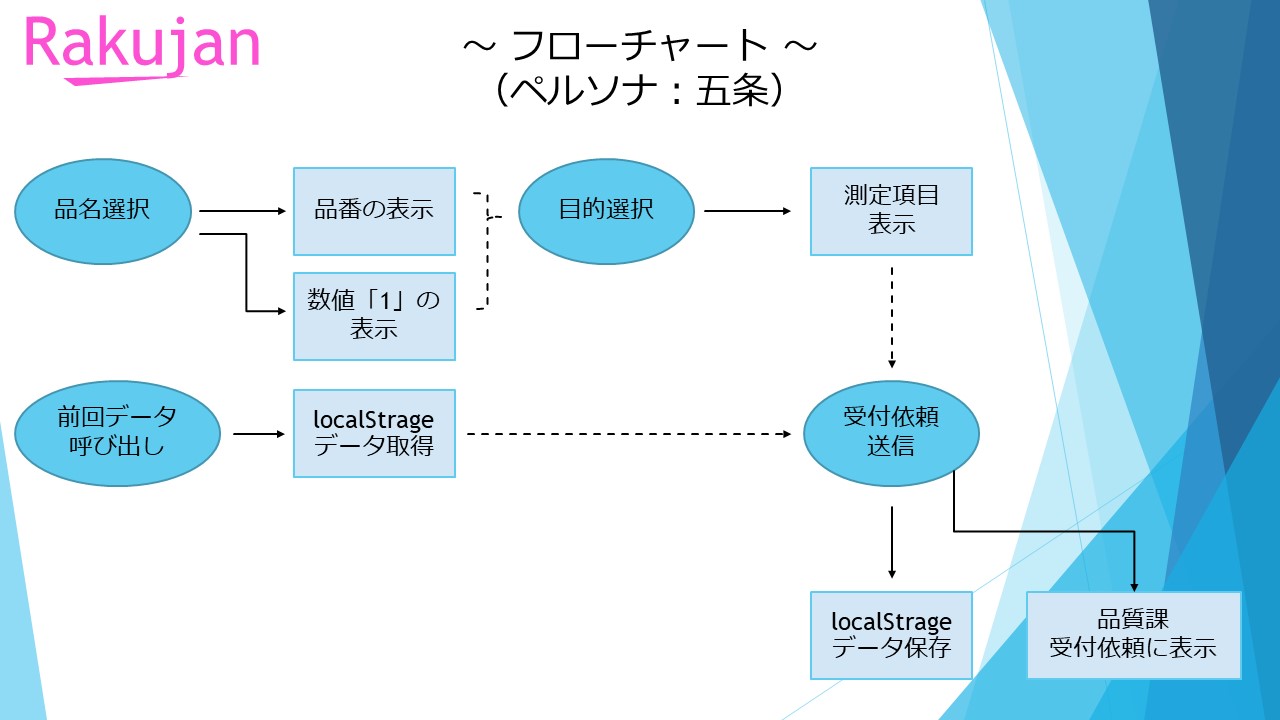 Rakujan
～ フローチャート ～
（ペルソナ：五条）
品名選択
品番の表示
目的選択
測定項目
表示
数値「1」の
表示
前回データ
呼び出し
localStrage
データ取得
受付依頼
送信
localStrage
データ保存
品質課
受付依頼に表示